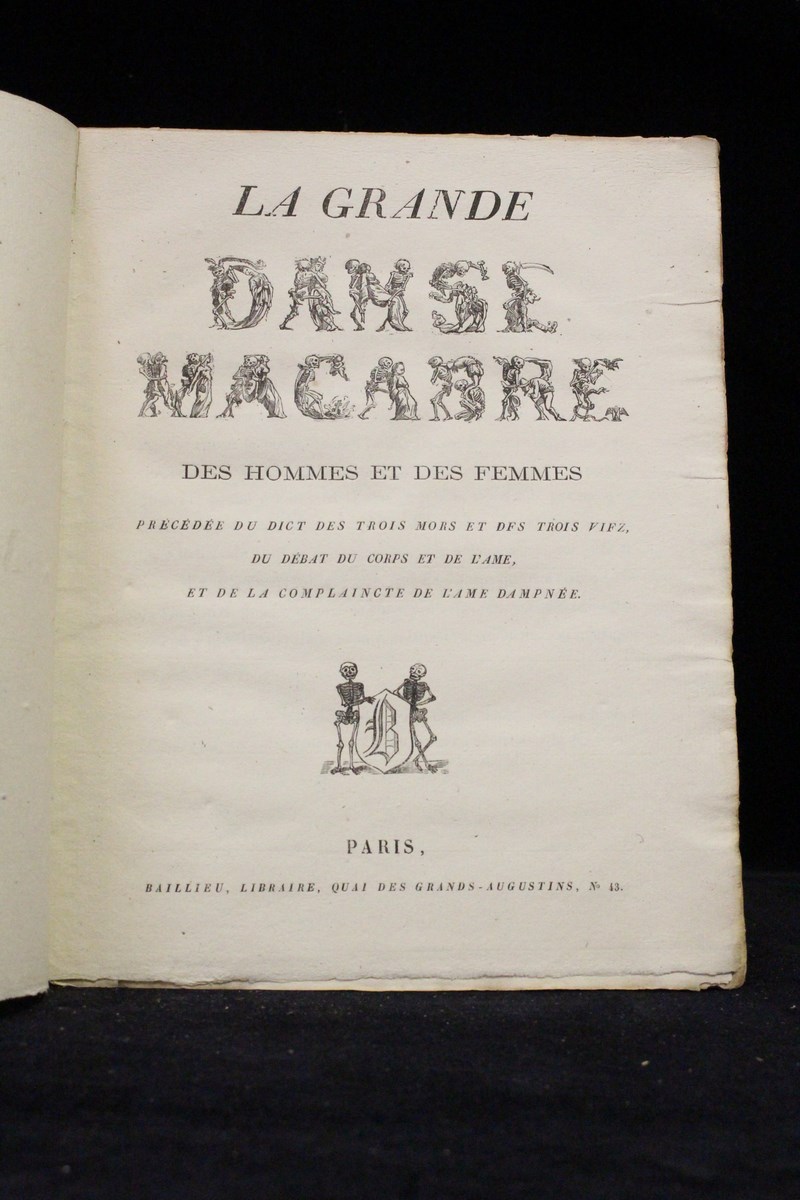 LA GRANDE
DANSE
MACABRE
DES HOMMES ET DES FEMMES
PRÉCÉDÉE DU DICT DES TROIS MORS ET DES TROIS VIFZ,
DU DÉBAT DU CORPS ET DE L'AME,
ET DE LA COMPLAINCTE DE L'AME DAMPNÉE.
B
PARIS,
BAILLIEU, LIBRAIRE, QUAI DES GRANDS-AUGUSTINS, Nº 43.